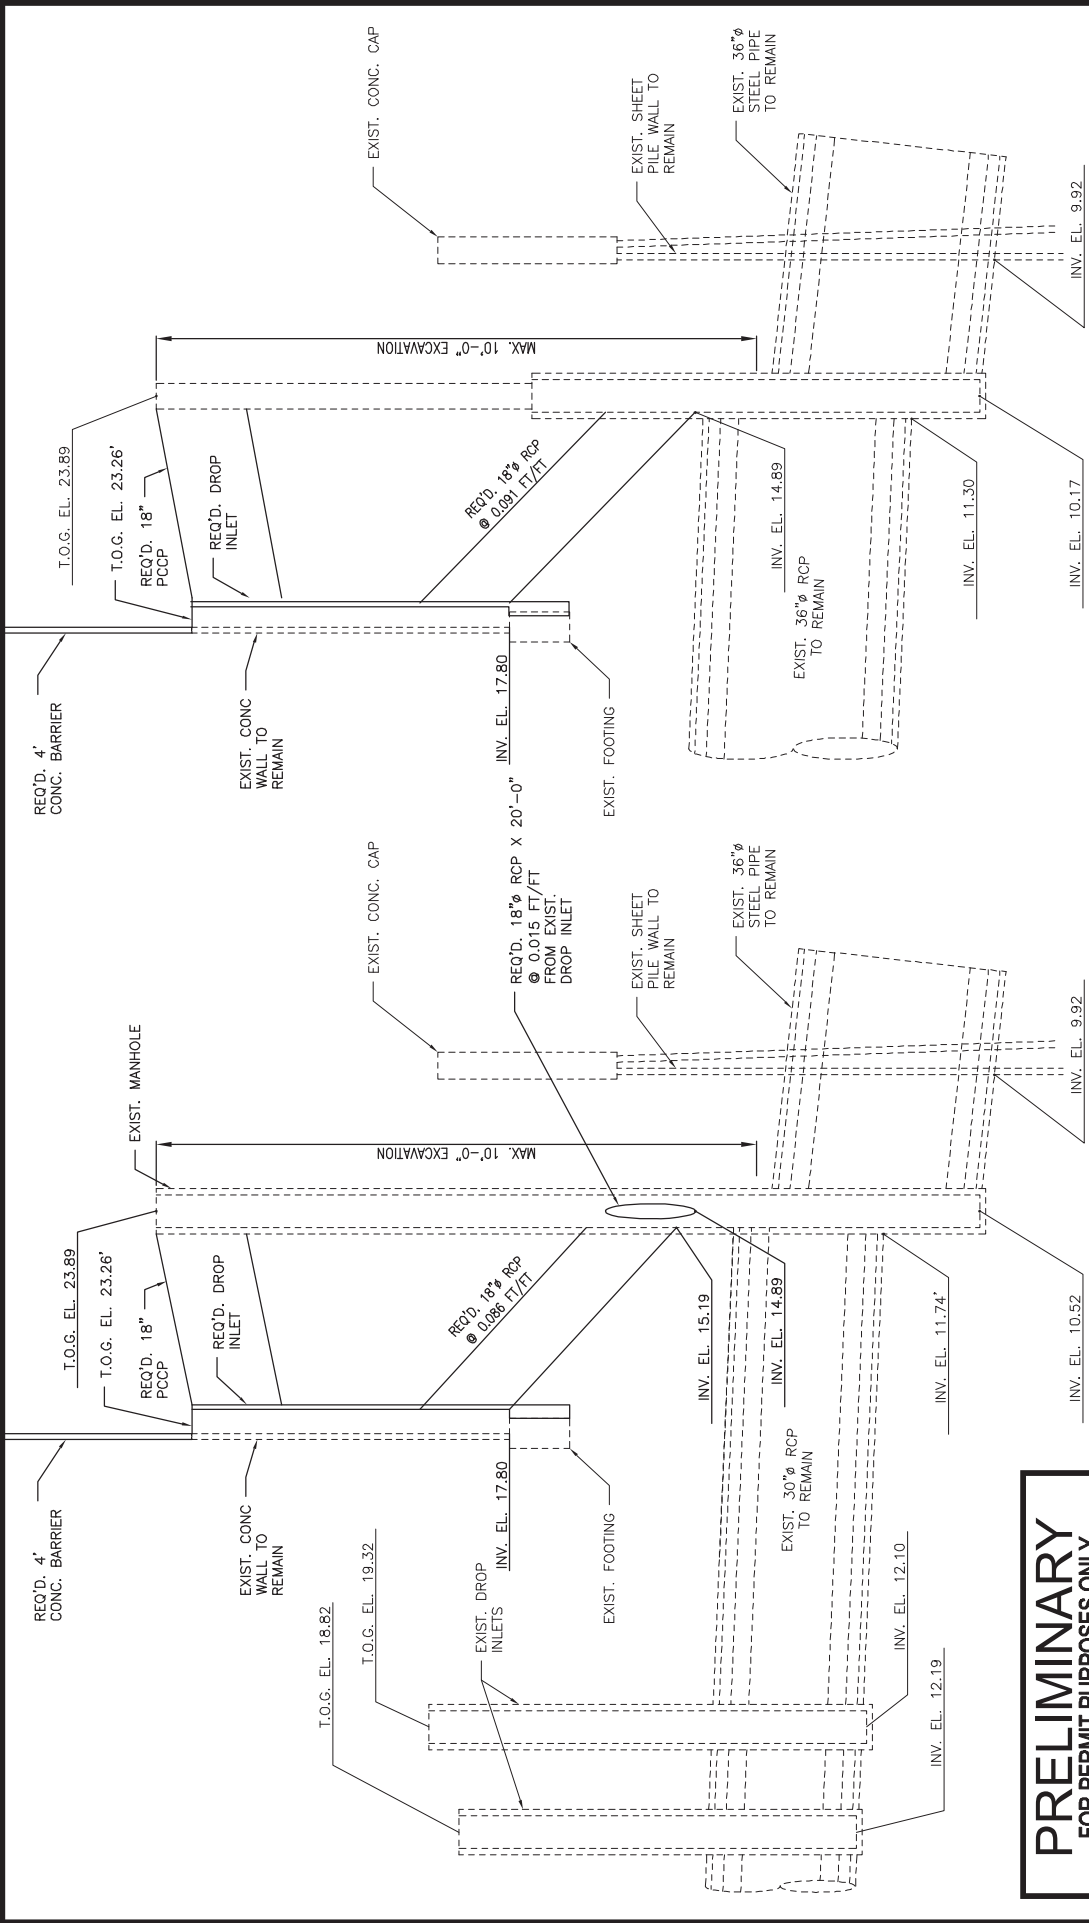 REQ'D. 4'
CONC. BARRIER
T.O.G. EL. 23.89
T.O.G. EL. 23.26'
REQ'D. 18"
PCCP
EXIST. MANHOLE
REQ'D. DROP
INLET
EXIST. CONC
WALL TO
REMAIN
MAX. 10'-0" EXCAVATION
EXIST. CONC. CAP
T.O.G. EL. 18.82
T.O.G. EL. 19.32
REQ'D. 18"ø RCP
@ 0.086 FT/FT
INV. EL. 17.80
EXIST. DROP
INLETS
EXIST. FOOTING
REQ'D. 18"ø RCP X 20'-0"
@ 0.015 FT/FT
FROM EXIST.
DROP INLET
EXIST. SHEET
PILE WALL TO
REMAIN
EXIST. 36"ø
STEEL PIPE
TO REMAIN
INV. EL. 15.19
INV. EL. 14.89
EXIST. 30"ø RCP
TO REMAIN
INV. EL. 12.10
INV. EL. 12.19
INV. EL. 11.74'
INV. EL. 10.52
INV. EL. 9.92
REQ'D. 4'
CONC. BARRIER
T.O.G. EL. 23.89
T.O.G. EL. 23.26'
REQ'D. 18"
PCCP
REQ'D. DROP
INLET
EXIST. CONC
WALL TO
REMAIN
MAX. 10'-0" EXCAVATION
EXIST. CONC. CAP
REQ'D. 18"ø RCP
@ 0.091 FT/FT
INV. EL. 17.80
EXIST. FOOTING
EXIST. SHEET
PILE WALL TO
REMAIN
EXIST. 36"ø
STEEL PIPE
TO REMAIN
INV. EL. 14.89
EXIST. 36"ø RCP
TO REMAIN
INV. EL. 11.30
INV. EL. 10.17
INV. EL. 9.92
PRELIMINARY
FOR PERMIT PURPOSES ONLY